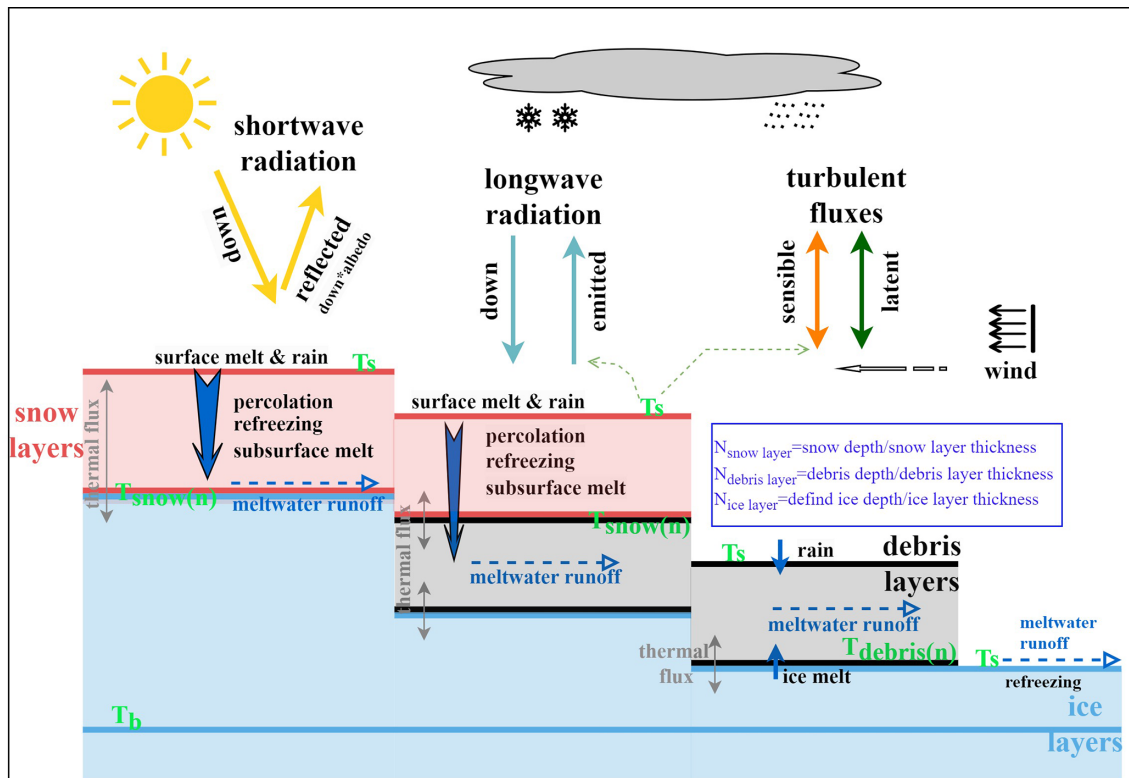 shortwave
radiation
down
reflected
down*albedo
longwave
radiation
down
emitted
turbulent
fluxes
sensible
latent
wind
surface melt & rain
Ts
snow
layers
thermal flux
percolation
refreezing
subsurface melt
Tsnow(n)
meltwater runoff
surface melt & rain
Ts
percolation
refreezing
subsurface melt
Tsnow(n)
thermal flux
meltwater runoff
Nsnow layer=snow depth/snow layer thickness
Ndebris layer=debris depth/debris layer thickness
Nice layer=defind ice depth/ice layer thickness
Ts
rain
debris
layers
meltwater runoff
Tdebris(n)
thermal
flux
ice melt
Ts
meltwater
runoff
refreezing
ice
layers
Tb